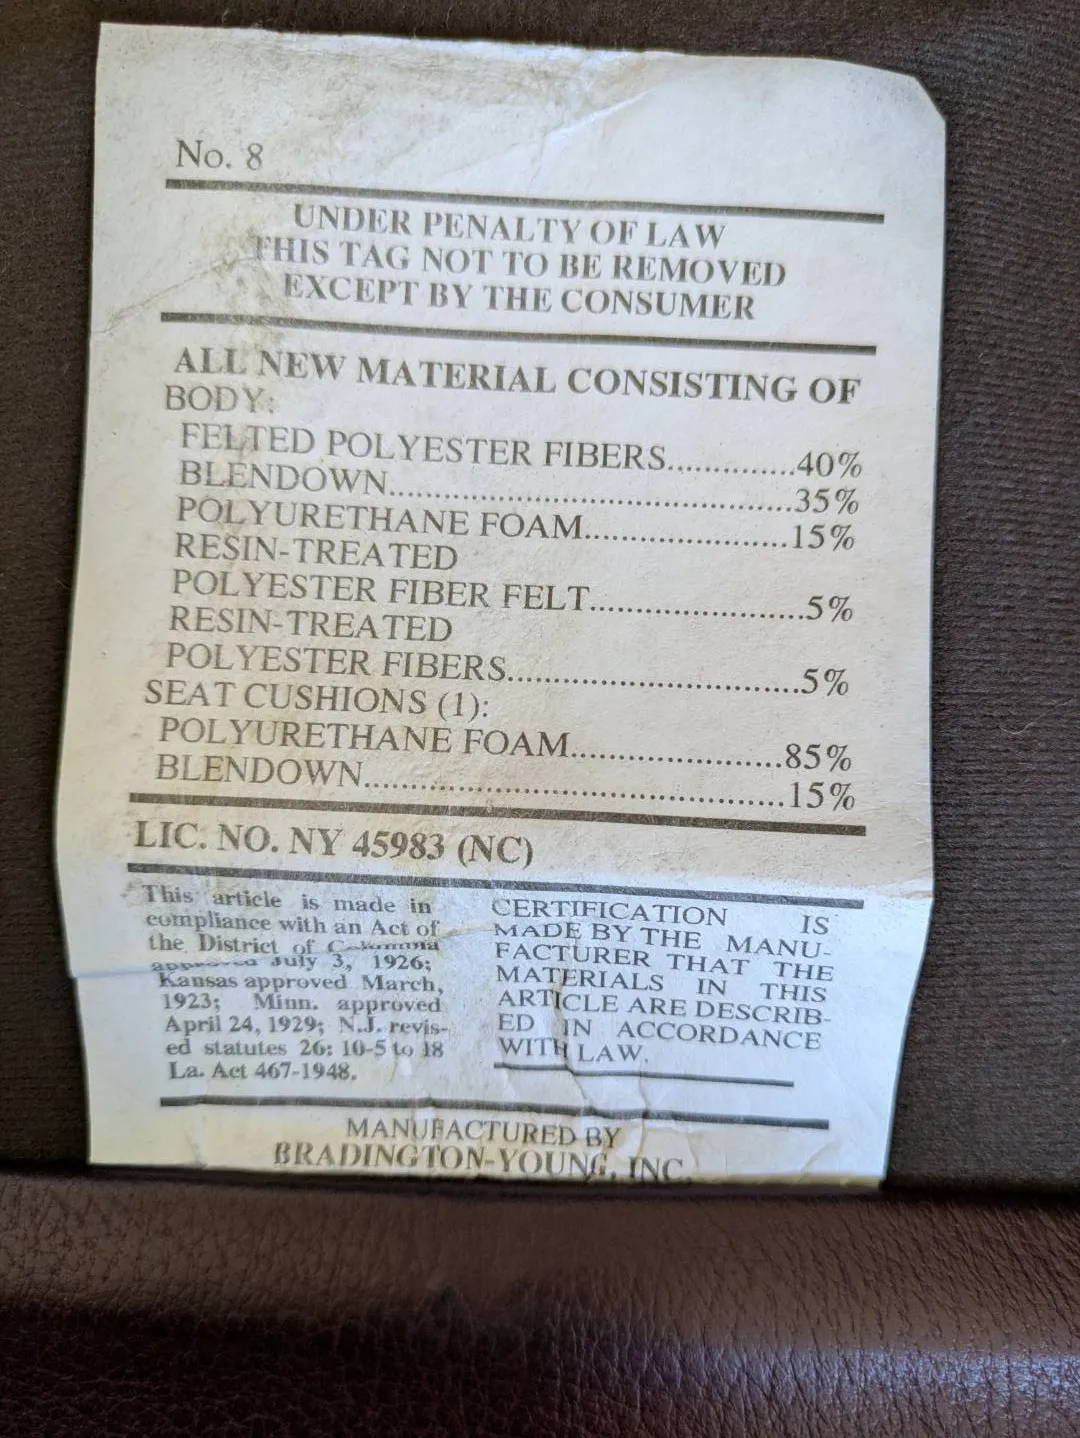 No. 8
UNDER PENALTY OF LAW
THIS TAG NOT TO BE REMOVED
EXCEPT BY THE CONSUMER
ALL NEW MATERIAL CONSISTING OF
BODY:
FELTED POLYESTER FIBERS..............40%
BLENDOWN..............................................35%
POLYURETHANE FOAM.......................15%
RESIN-TREATED
POLYESTER FIBER FELT........................5%
RESIN-TREATED
POLYESTER FIBERS.................................5%
SEAT CUSHIONS (1):
POLYURETHANE FOAM........................85%
BLENDOWN................................................15%
LIC. NO. NY 45983 (NC)
This article is made in
compliance with an Act of
the District of Columbia
approved July 3, 1926;
Kansas approved March,
1923; Minn. approved
April 24, 1929; N.J. revis-
ed statutes 26: 10-5 to 18
La. Act 467-1948.
CERTIFICATION IS
MADE BY THE MANU-
FACTURER THAT THE
MATERIALS IN THIS
ARTICLE ARE DESCRIB-
ED IN ACCORDANCE
WITH LAW.
MANUFACTURED BY
BRADINGTON-YOUNG, INC.